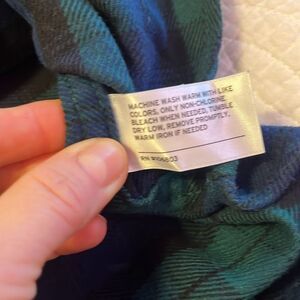 MACHINE WASH WARM WITH LIKE
COLORS. ONLY NON-CHLORINE
BLEACH WHEN NEEDED. TUMBLE
DRY LOW, REMOVE PROMPTLY.
WARM IRON IF NEEDED
RN